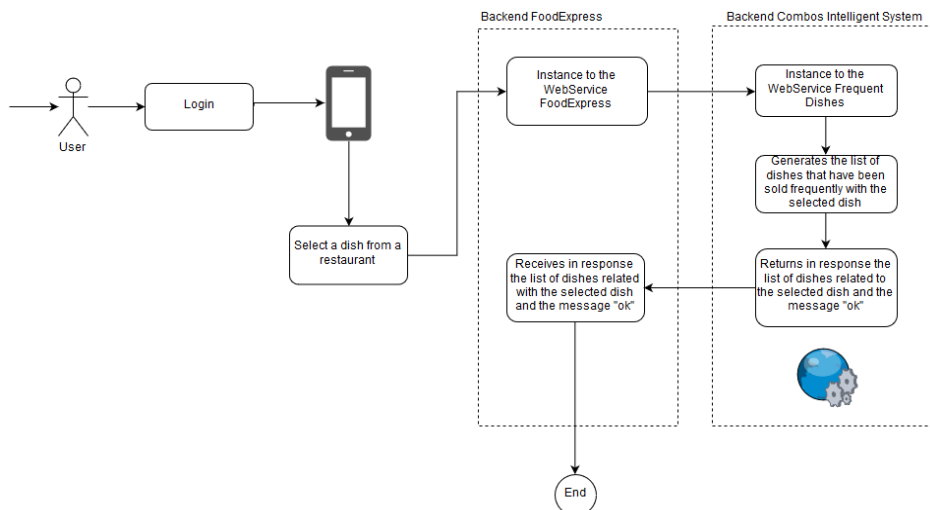 Backend FoodExpress
Backend Combos Intelligent System
User
Login
Instance to the
WebService
FoodExpress
Instance to the
WebService Frequent
Dishes
Generates the list of
dishes that have been
sold frequently with the
selected dish
Select a dish from a
restaurant
Receives in response
the list of dishes related
with the selected dish
and the message "ok"
Returns in response the
list of dishes related to
the selected dish and the
message "ok"
End